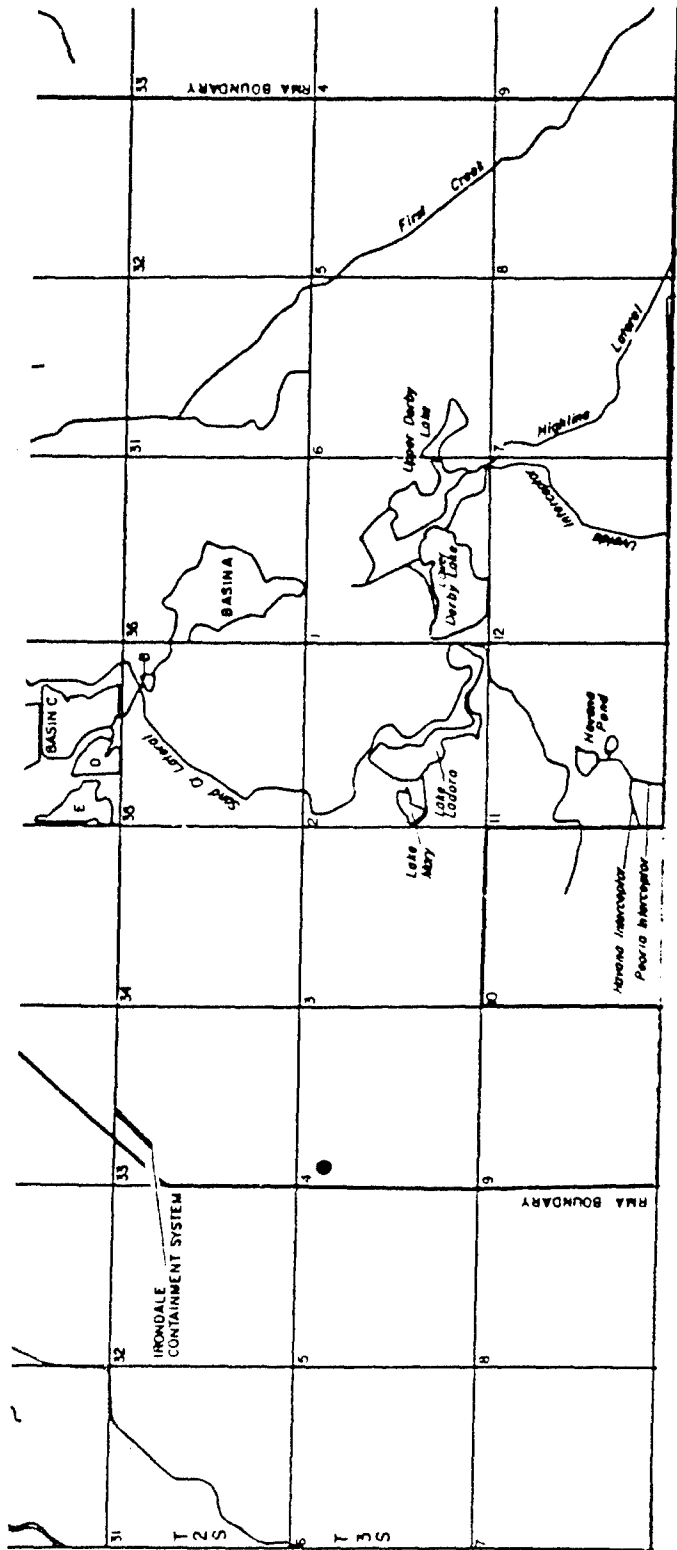 33
RMA BOUNDARY
4
9
First Creek
32
5
8
Highline Lateral
31
6
7
Upper Derby
Lake
Uvalda Interceptor
BASIN A
Lower
Derby Lake
36
1
12
BASIN C
B
D
E
Sand Cr Lateral
Lake
Ladora
Lake
Mary
Havana
Pond
35
2
11
Havana Interceptor
Peoria Interceptor
34
3
10
33
4
9
RMA BOUNDARY
IRONDALE
CONTAINMENT SYSTEM
32
5
8
31
T 2 S
6
T 3 S
7